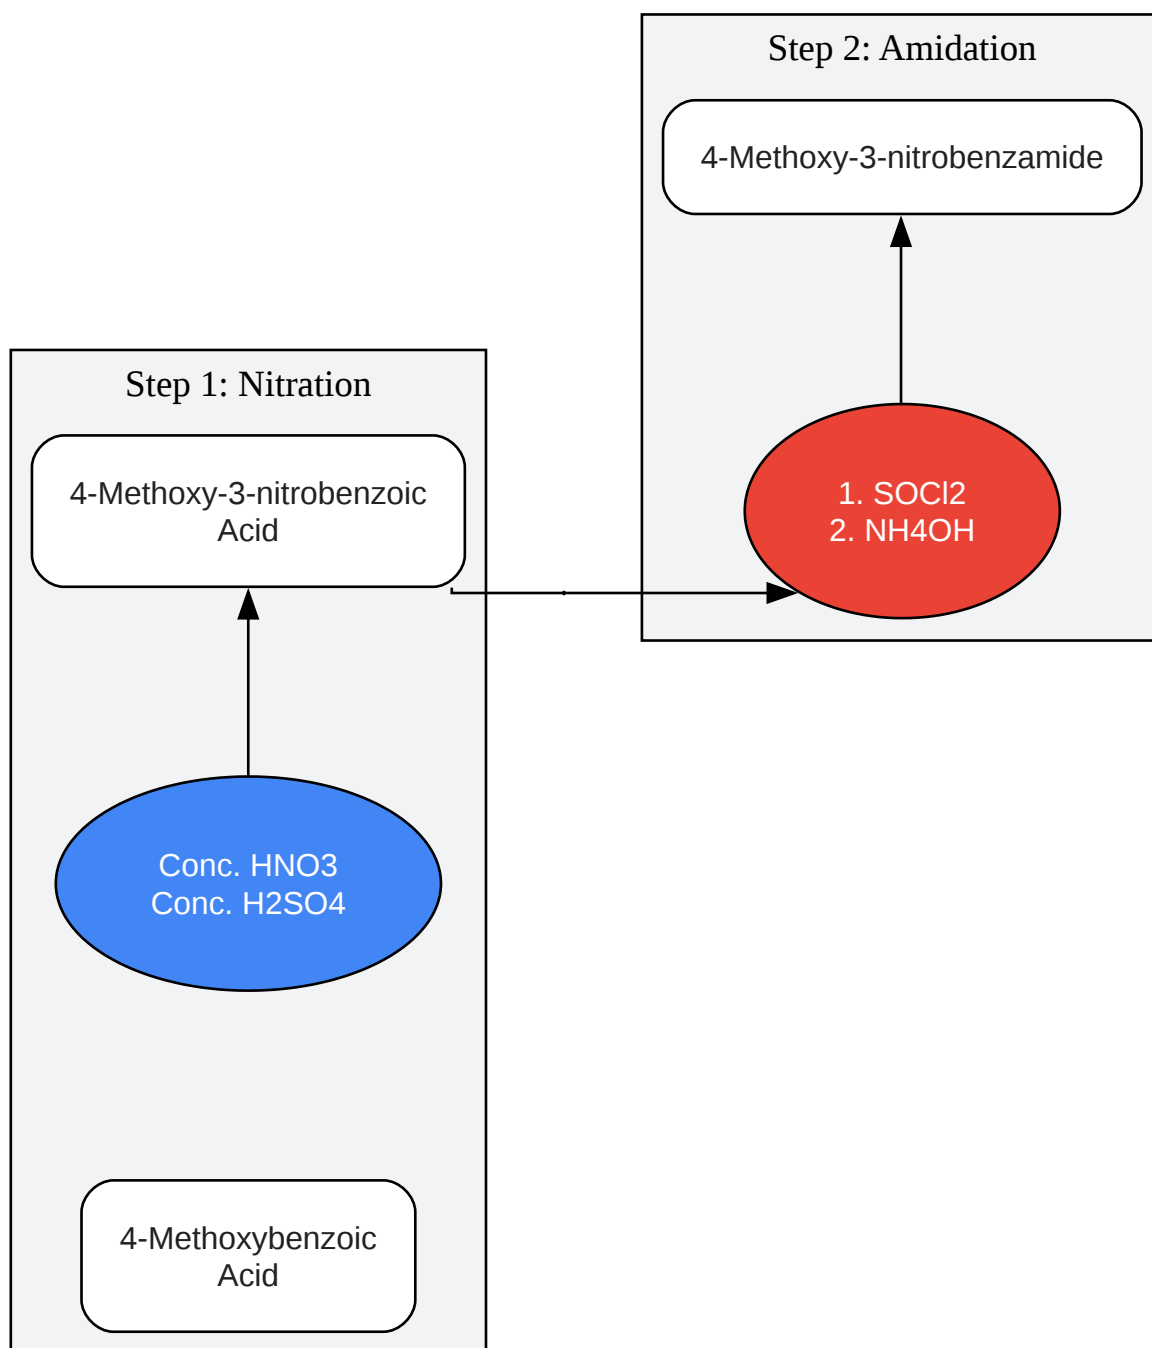 Step 1: Nitration
4-Methoxy-3-nitrobenzoic
Acid
Conc. HNO3
Conc. H2SO4
4-Methoxybenzoic
Acid
Step 2: Amidation
4-Methoxy-3-nitrobenzamide
1. SOCl2
2. NH4OH